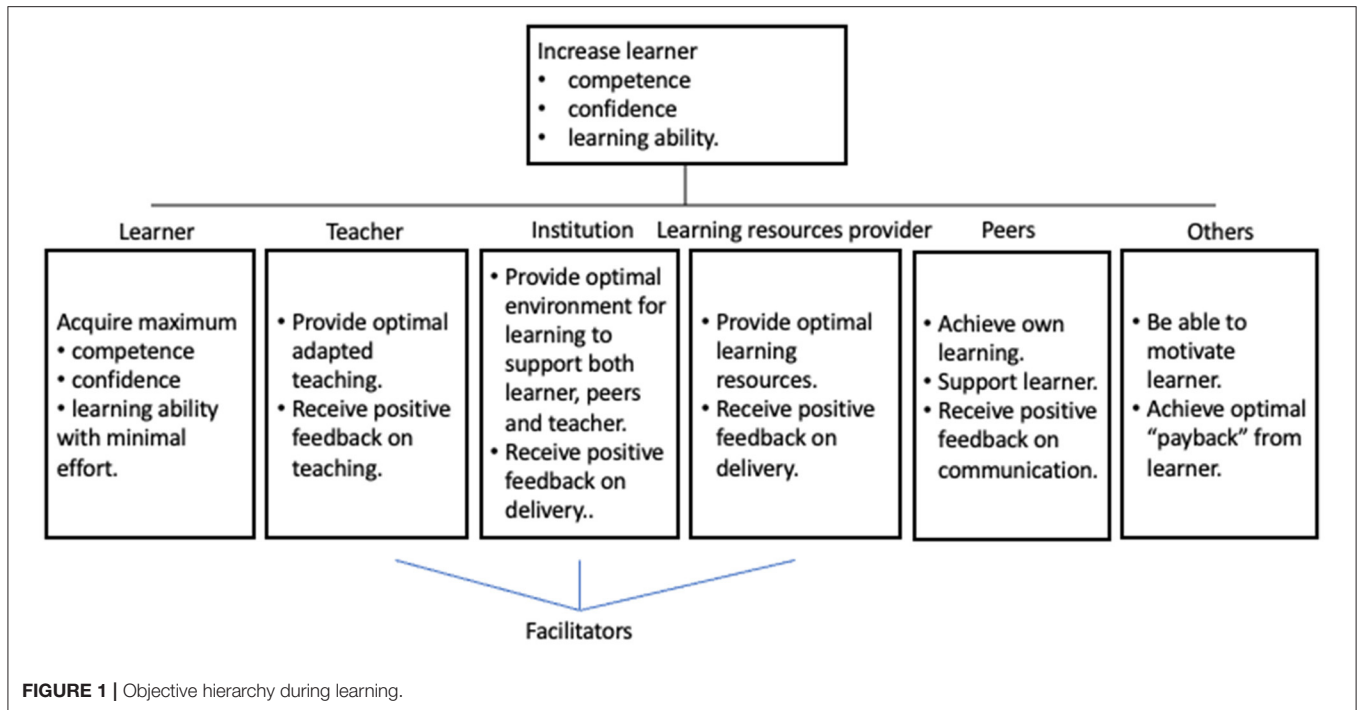 Increase learner
• competence
• confidence
• learning ability.
Learner
Teacher
Institution
Learning resources provider
Peers
Others
Acquire maximum
• competence
• confidence
• learning ability
with minimal
effort.
• Provide optimal
adapted
teaching.
• Receive positive
feedback on
teaching.
• Provide optimal
environment for
learning to
support both
learner, peers
and teacher.
• Receive positive
feedback on
delivery..
• Provide optimal
learning
resources.
• Receive positive
feedback on
delivery.
• Achieve own
learning.
• Support learner.
• Receive positive
feedback on
communication.
• Be able to
motivate
learner.
• Achieve optimal
“payback” from
learner.
Facilitators
FIGURE 1 | Objective hierarchy during learning.